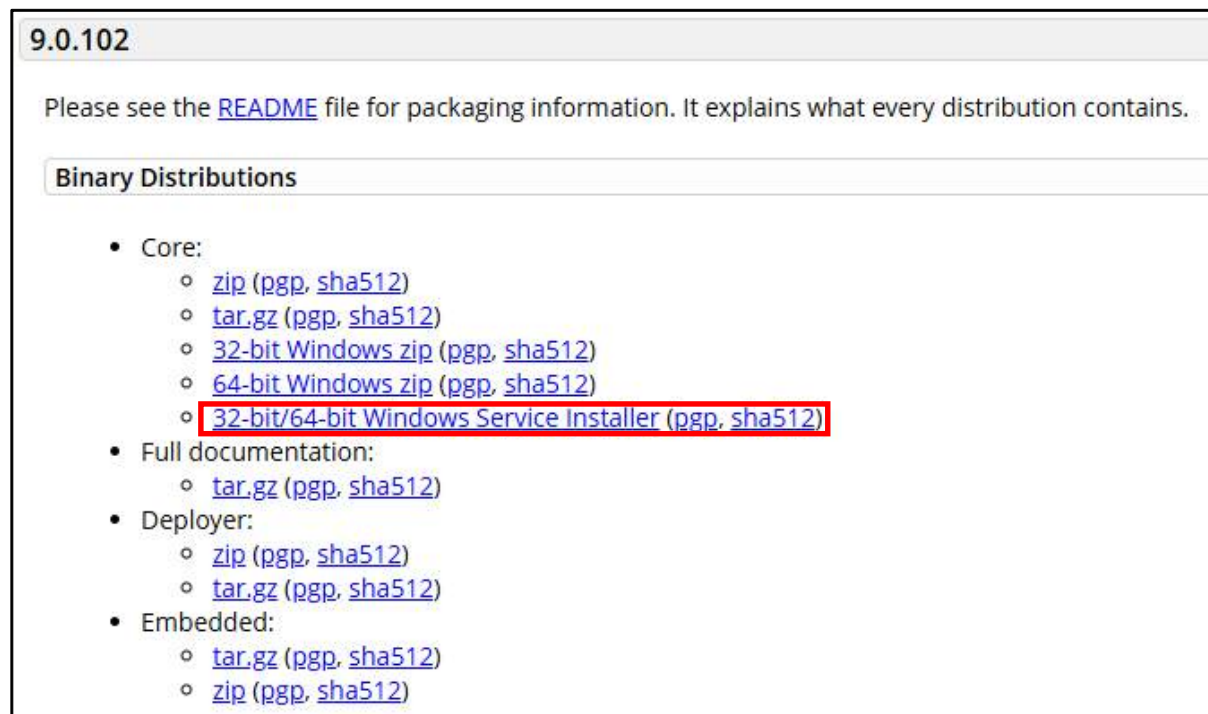 9.0.102
Please see the README file for packaging information. It explains what every distribution contains.
Binary Distributions
• Core:
○ zip (pgp, sha512)
○ tar.gz (pgp, sha512)
○ 32-bit Windows zip (pgp, sha512)
○ 64-bit Windows zip (pgp, sha512)
○ 32-bit/64-bit Windows Service Installer (pgp, sha512)
• Full documentation:
○ tar.gz (pgp, sha512)
• Deployer:
○ zip (pgp, sha512)
○ tar.gz (pgp, sha512)
• Embedded:
○ tar.gz (pgp, sha512)
○ zip (pgp, sha512)